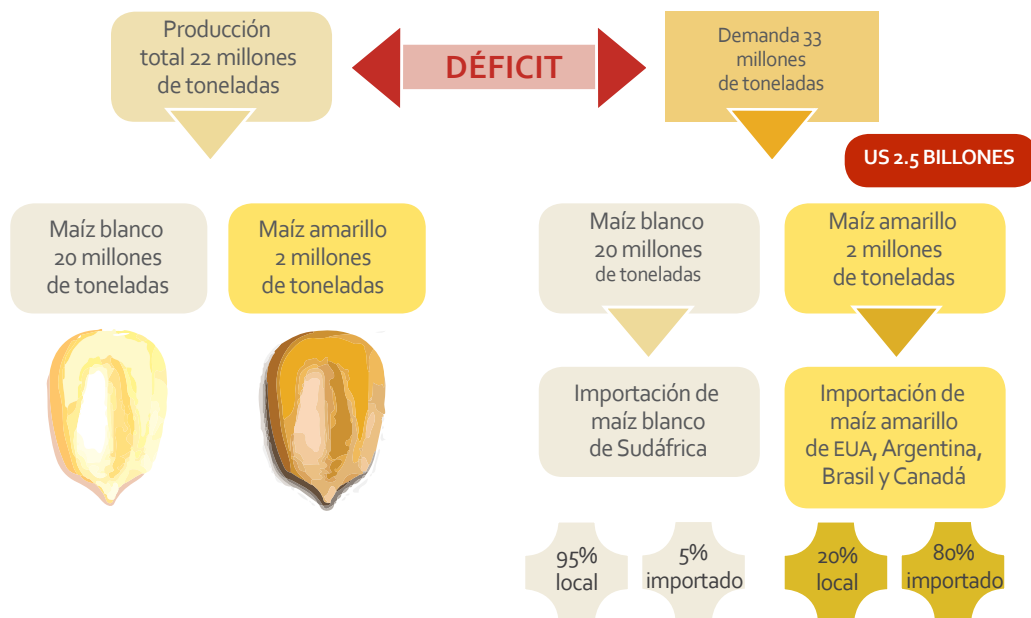 Producción
total 22 millones
de toneladas
DÉFICIT
Demanda 33
millones
de toneladas
US 2.5 BILLONES
Maíz blanco
20 millones
de toneladas
Maíz amarillo
2 millones
de toneladas
Maíz blanco
20 millones
de toneladas
Maíz amarillo
2 millones
de toneladas
Importación de
maíz blanco
de Sudáfrica
Importación de
maíz amarillo
de EUA, Argentina,
Brasil y Canadá
95%
local
5%
importado
20%
local
80%
importado